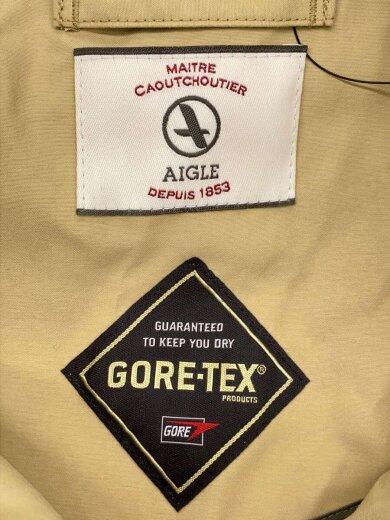 MAITRE
CAOUTCHOUTIER
AIGLE
DEPUIS 1853
GUARANTEED
TO KEEP YOU DRY
GORE-TEX®
PRODUCTS
GORE